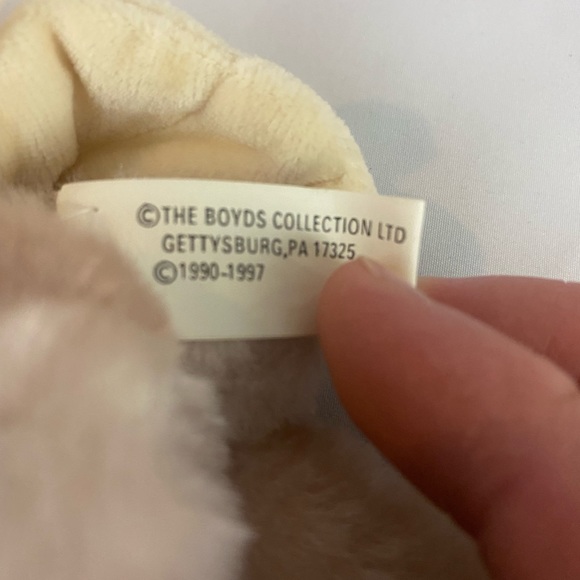 ©THE BOYDS COLLECTION LTD
GETTYSBURG,PA 17325
©1990-1997